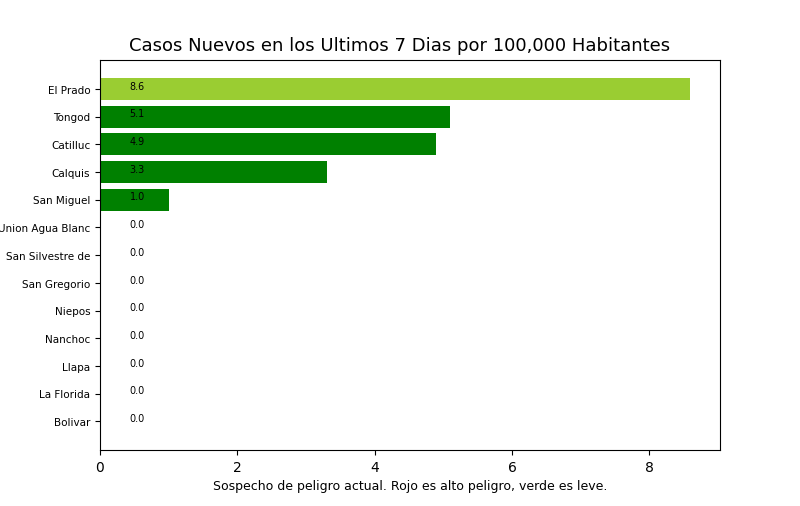 Casos Nuevos en los Ultimos 7 Dias por 100,000 Habitantes
El Prado 8.6
Tongod 5.1
Catilluc 4.9
Calquis 3.3
San Miguel 1.0
Union Agua Blanc 0.0
San Silvestre de 0.0
San Gregorio 0.0
Niepos 0.0
Nanchoc 0.0
Llapa 0.0
La Florida 0.0
Bolivar 0.0
0 2 4 6 8
Sospecho de peligro actual. Rojo es alto peligro, verde es leve.